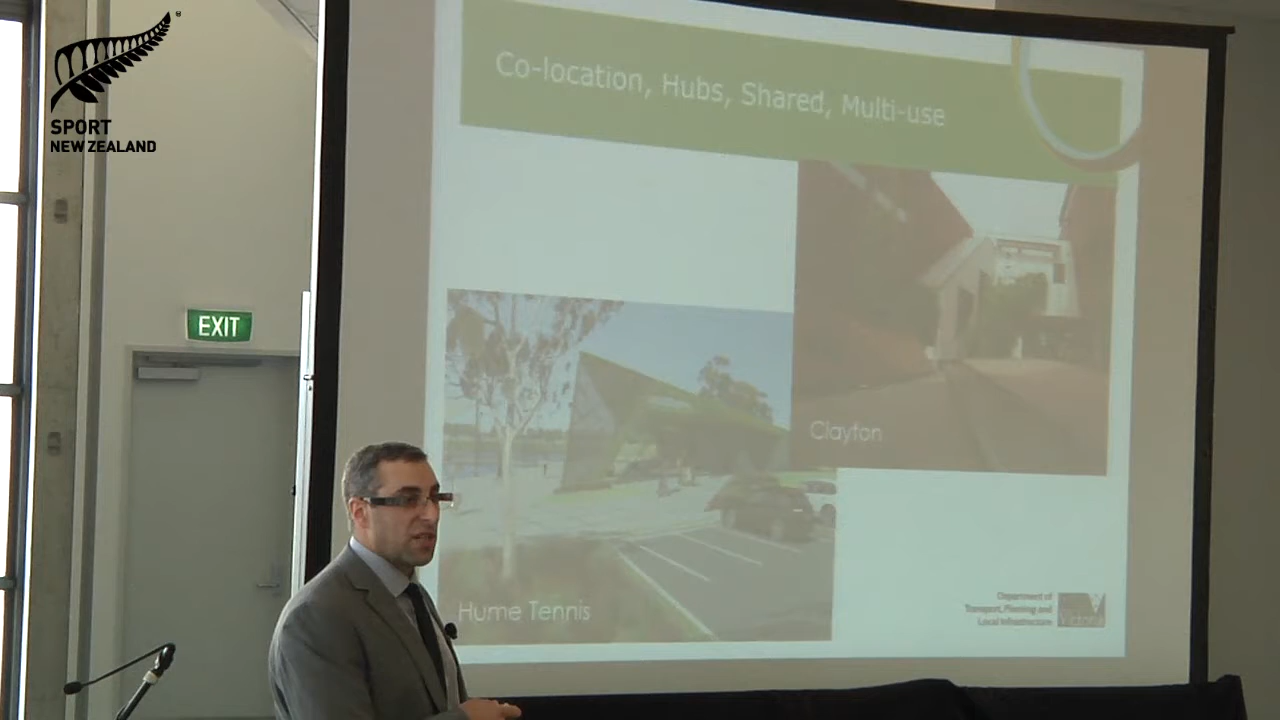 SPORT
NEW ZEALAND
Co-location, Hubs, Shared, Multi-use
EXIT
Clayton
Hume Tennis
Department of
Transport, Planning and
Local Infrastructure
Victoria